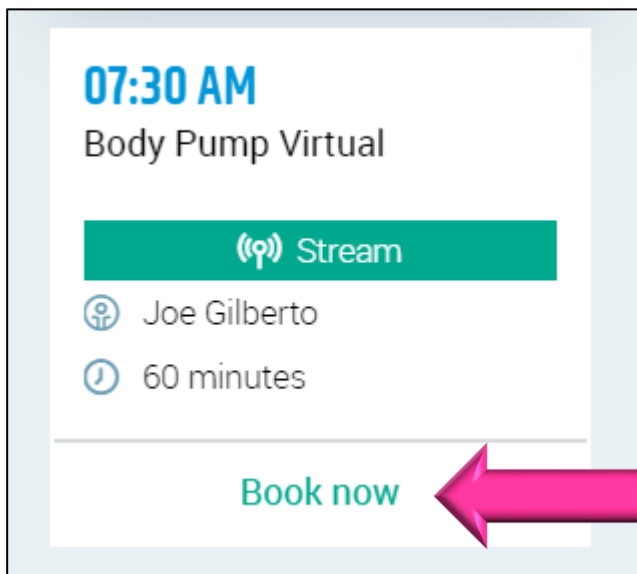 07:30 AM
Body Pump Virtual
Stream
Joe Gilberto
60 minutes
Book now